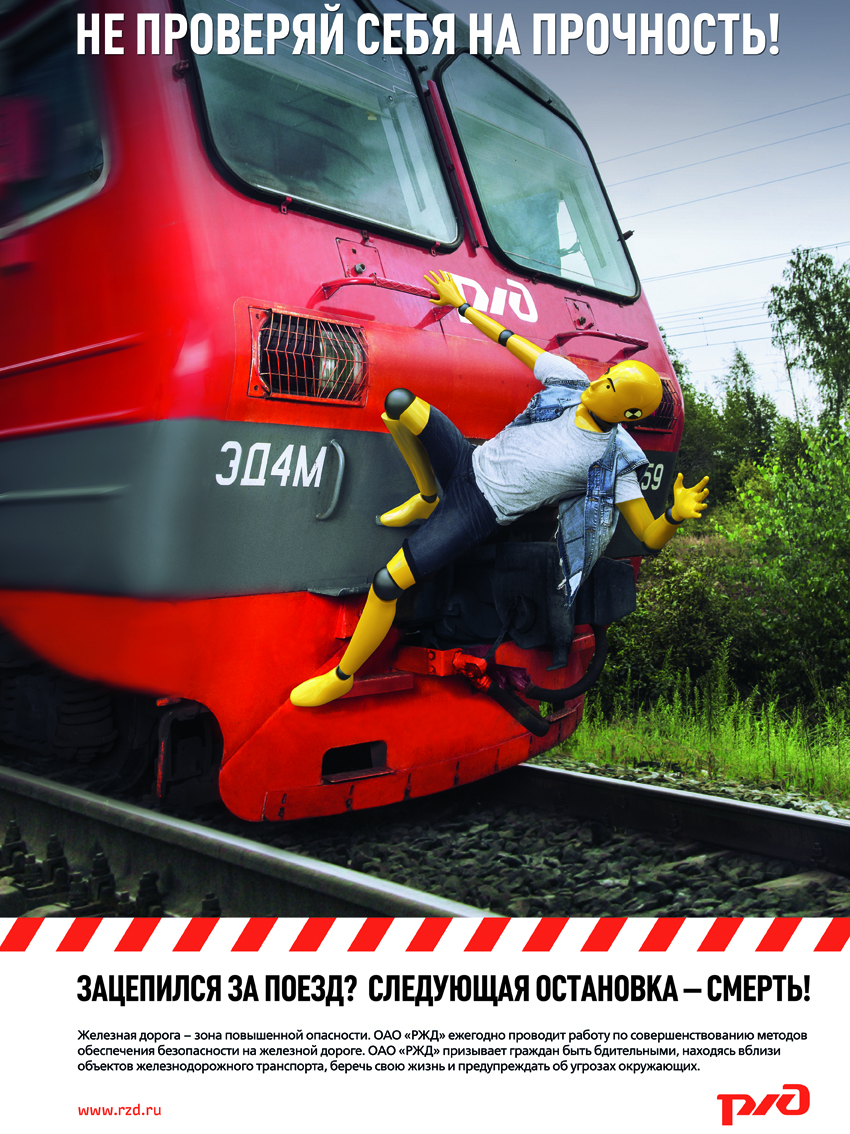 НЕ ПРОВЕРЯЙ СЕБЯ НА ПРОЧНОСТЬ!
РЖД
ЭД4М
59
ЗАЦЕПИЛСЯ ЗА ПОЕЗД? СЛЕДУЮЩАЯ ОСТАНОВКА – СМЕРТЬ!
Железная дорога – зона повышенной опасности. ОАО «РЖД» ежегодно проводит работу по совершенствованию методов
обеспечения безопасности на железной дороге. ОАО «РЖД» призывает граждан быть бдительными, находясь вблизи
объектов железнодорожного транспорта, беречь свою жизнь и предупреждать об угрозах окружающих.
www.rzd.ru
РЖД